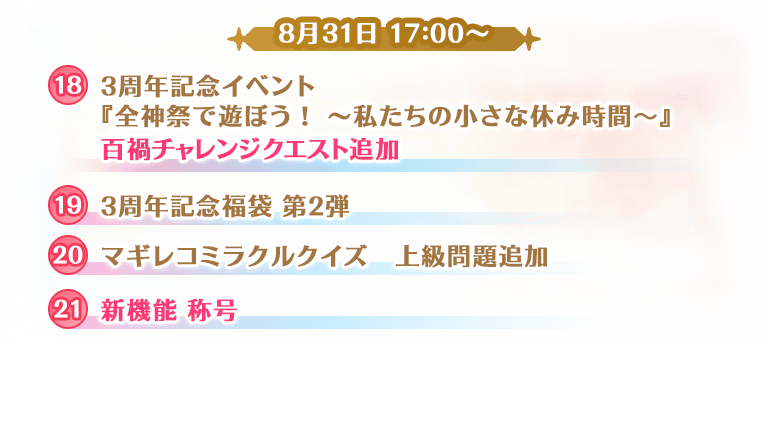 8月31日 17:00～
18 3周年記念イベント
『全神祭で遊ぼう！ ～私たちの小さな休み時間～』
百禍チャレンジクエスト追加
19 3周年記念福袋 第2弾
20 マギレコミラクルクイズ　上級問題追加
21 新機能 称号